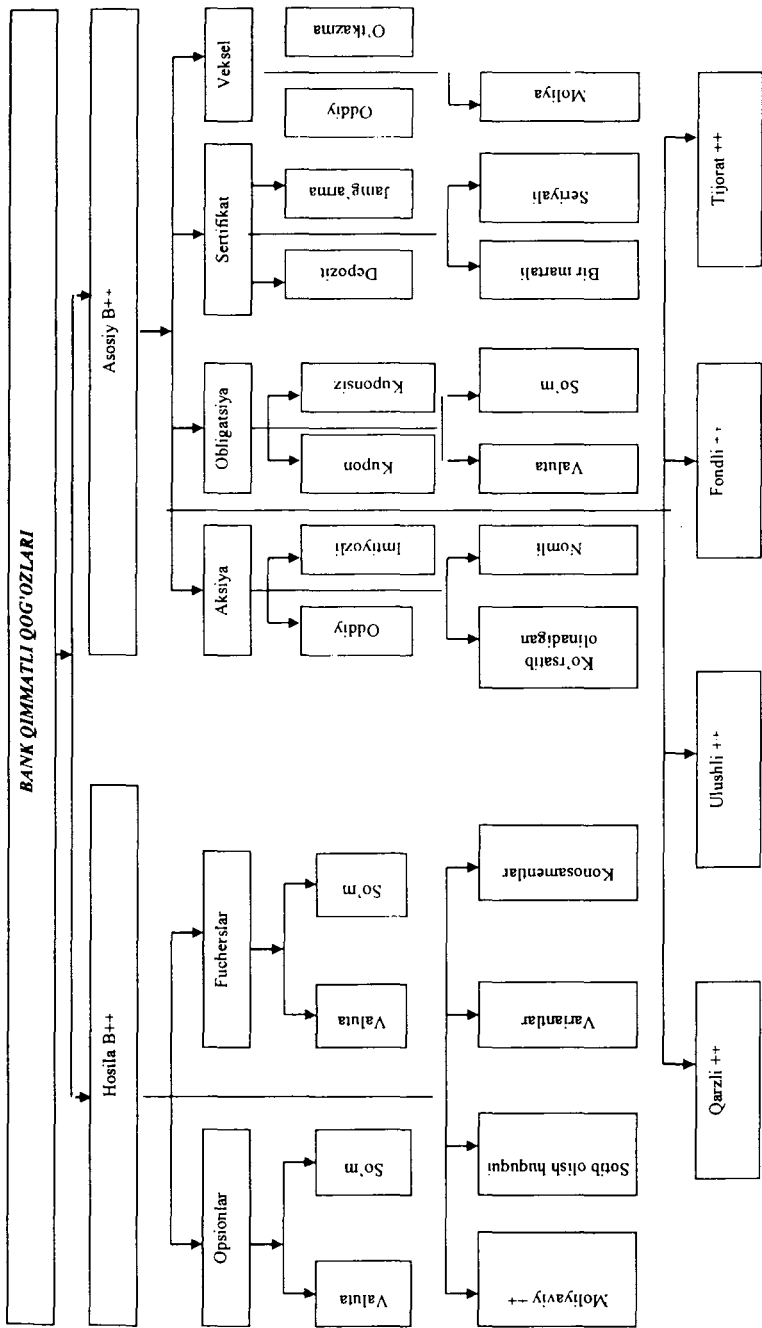 BANK QIMMATLI QOG'OZLARI
Hosila B++
Asosiy B++
Opsionlar
Fucherslar
Aksiya
Obligatsiya
Sertifikat
Veksel
Valuta
So'm
Valuta
So'm
Oddiy
Imtiyozli
Kupon
Kuponsiz
Depozit
Jamg'arma
Oddiy
O'tkazma
Moliyaviy ++
Sotib olish huquqi
Variantlar
Konosamentlar
Ko'rsatib
olinadigan
Nomli
Valuta
So'm
Bir martali
Seriyali
Moliya
Qarzli ++
Ulushli ++
Fondli ++
Tijorat ++